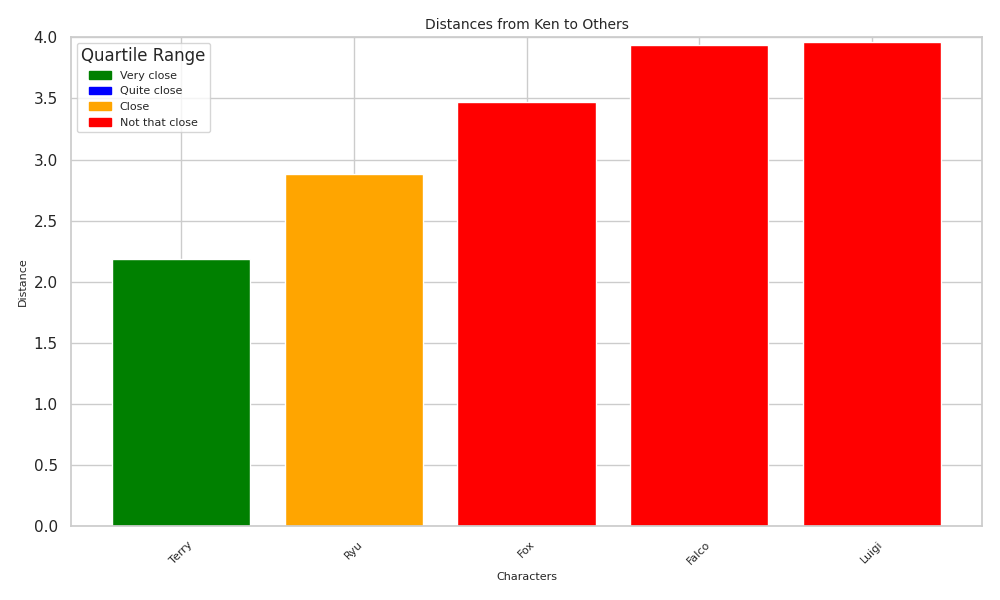 Distances from Ken to Others
Quartile Range
Very close
Quite close
Close
Not that close
4.0
3.5
3.0
2.5
2.0
1.5
1.0
0.5
0.0
Distance
Terry
Ryu
Fox
Falco
Luigi
Characters